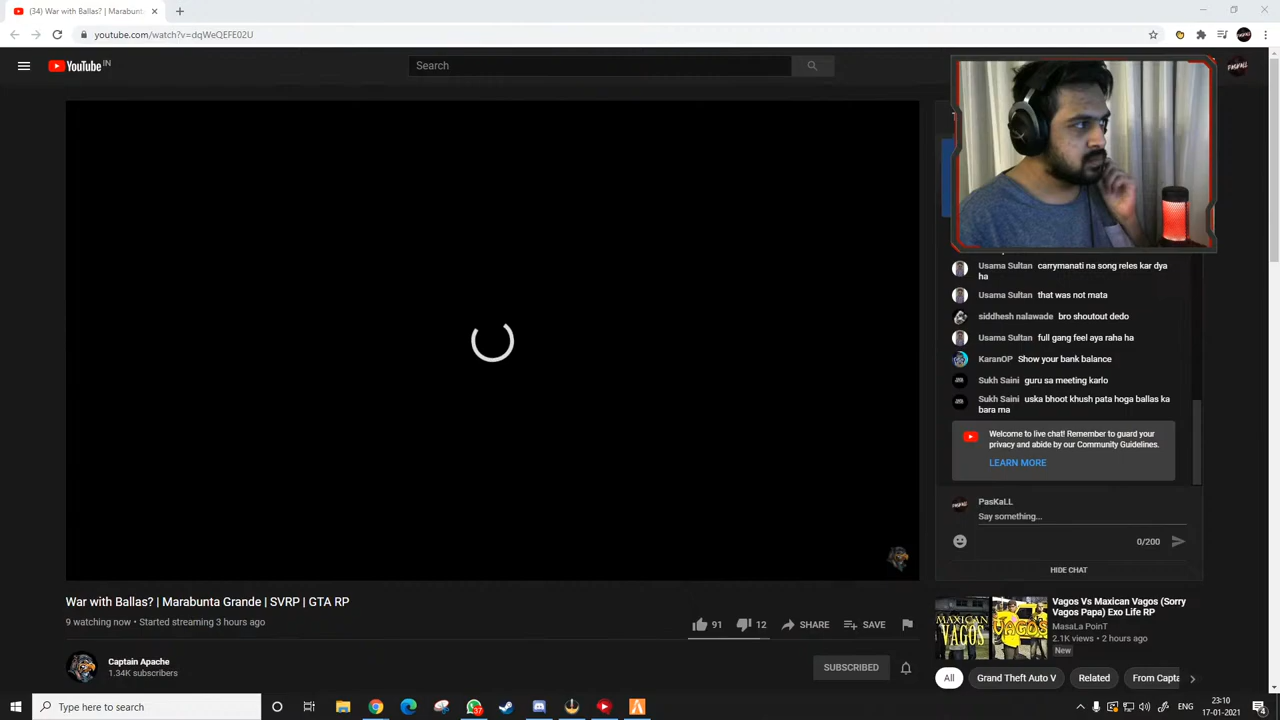 (34) War with Ballas? | Marabunt
youtube.com/watch?v=dqWeQEFE02U
YouTube IN
Search
PASKALL
Usama Sultan carrymanati na song reles kar dya
ha
Usama Sultan that was not mata
siddhesh nalawade bro shoutout dedo
Usama Sultan full gang feel aya raha ha
KaranOP Show your bank balance
Sukh Saini guru sa meeting karlo
Sukh Saini uska bhoot khush pata hoga ballas ka
bara ma
Welcome to live chat! Remember to guard your
privacy and abide by our Community Guidelines.
LEARN MORE
PasKaLL
Say something...
0/200
HIDE CHAT
War with Ballas? | Marabunta Grande | SVRP | GTA RP
9 watching now • Started streaming 3 hours ago
91
12
SHARE
SAVE
Captain Apache
1.34K subscribers
SUBSCRIBED
MAXICAN
VAGOS
VAGOS
Vagos Vs Maxican Vagos (Sorry
Vagos Papa) Exo Life RP
MasaLa PoinT
2.1K views • 2 hours ago
New
All
Grand Theft Auto V
Related
From Capta
Type here to search
37
ENG
23:10
17-01-2021
4